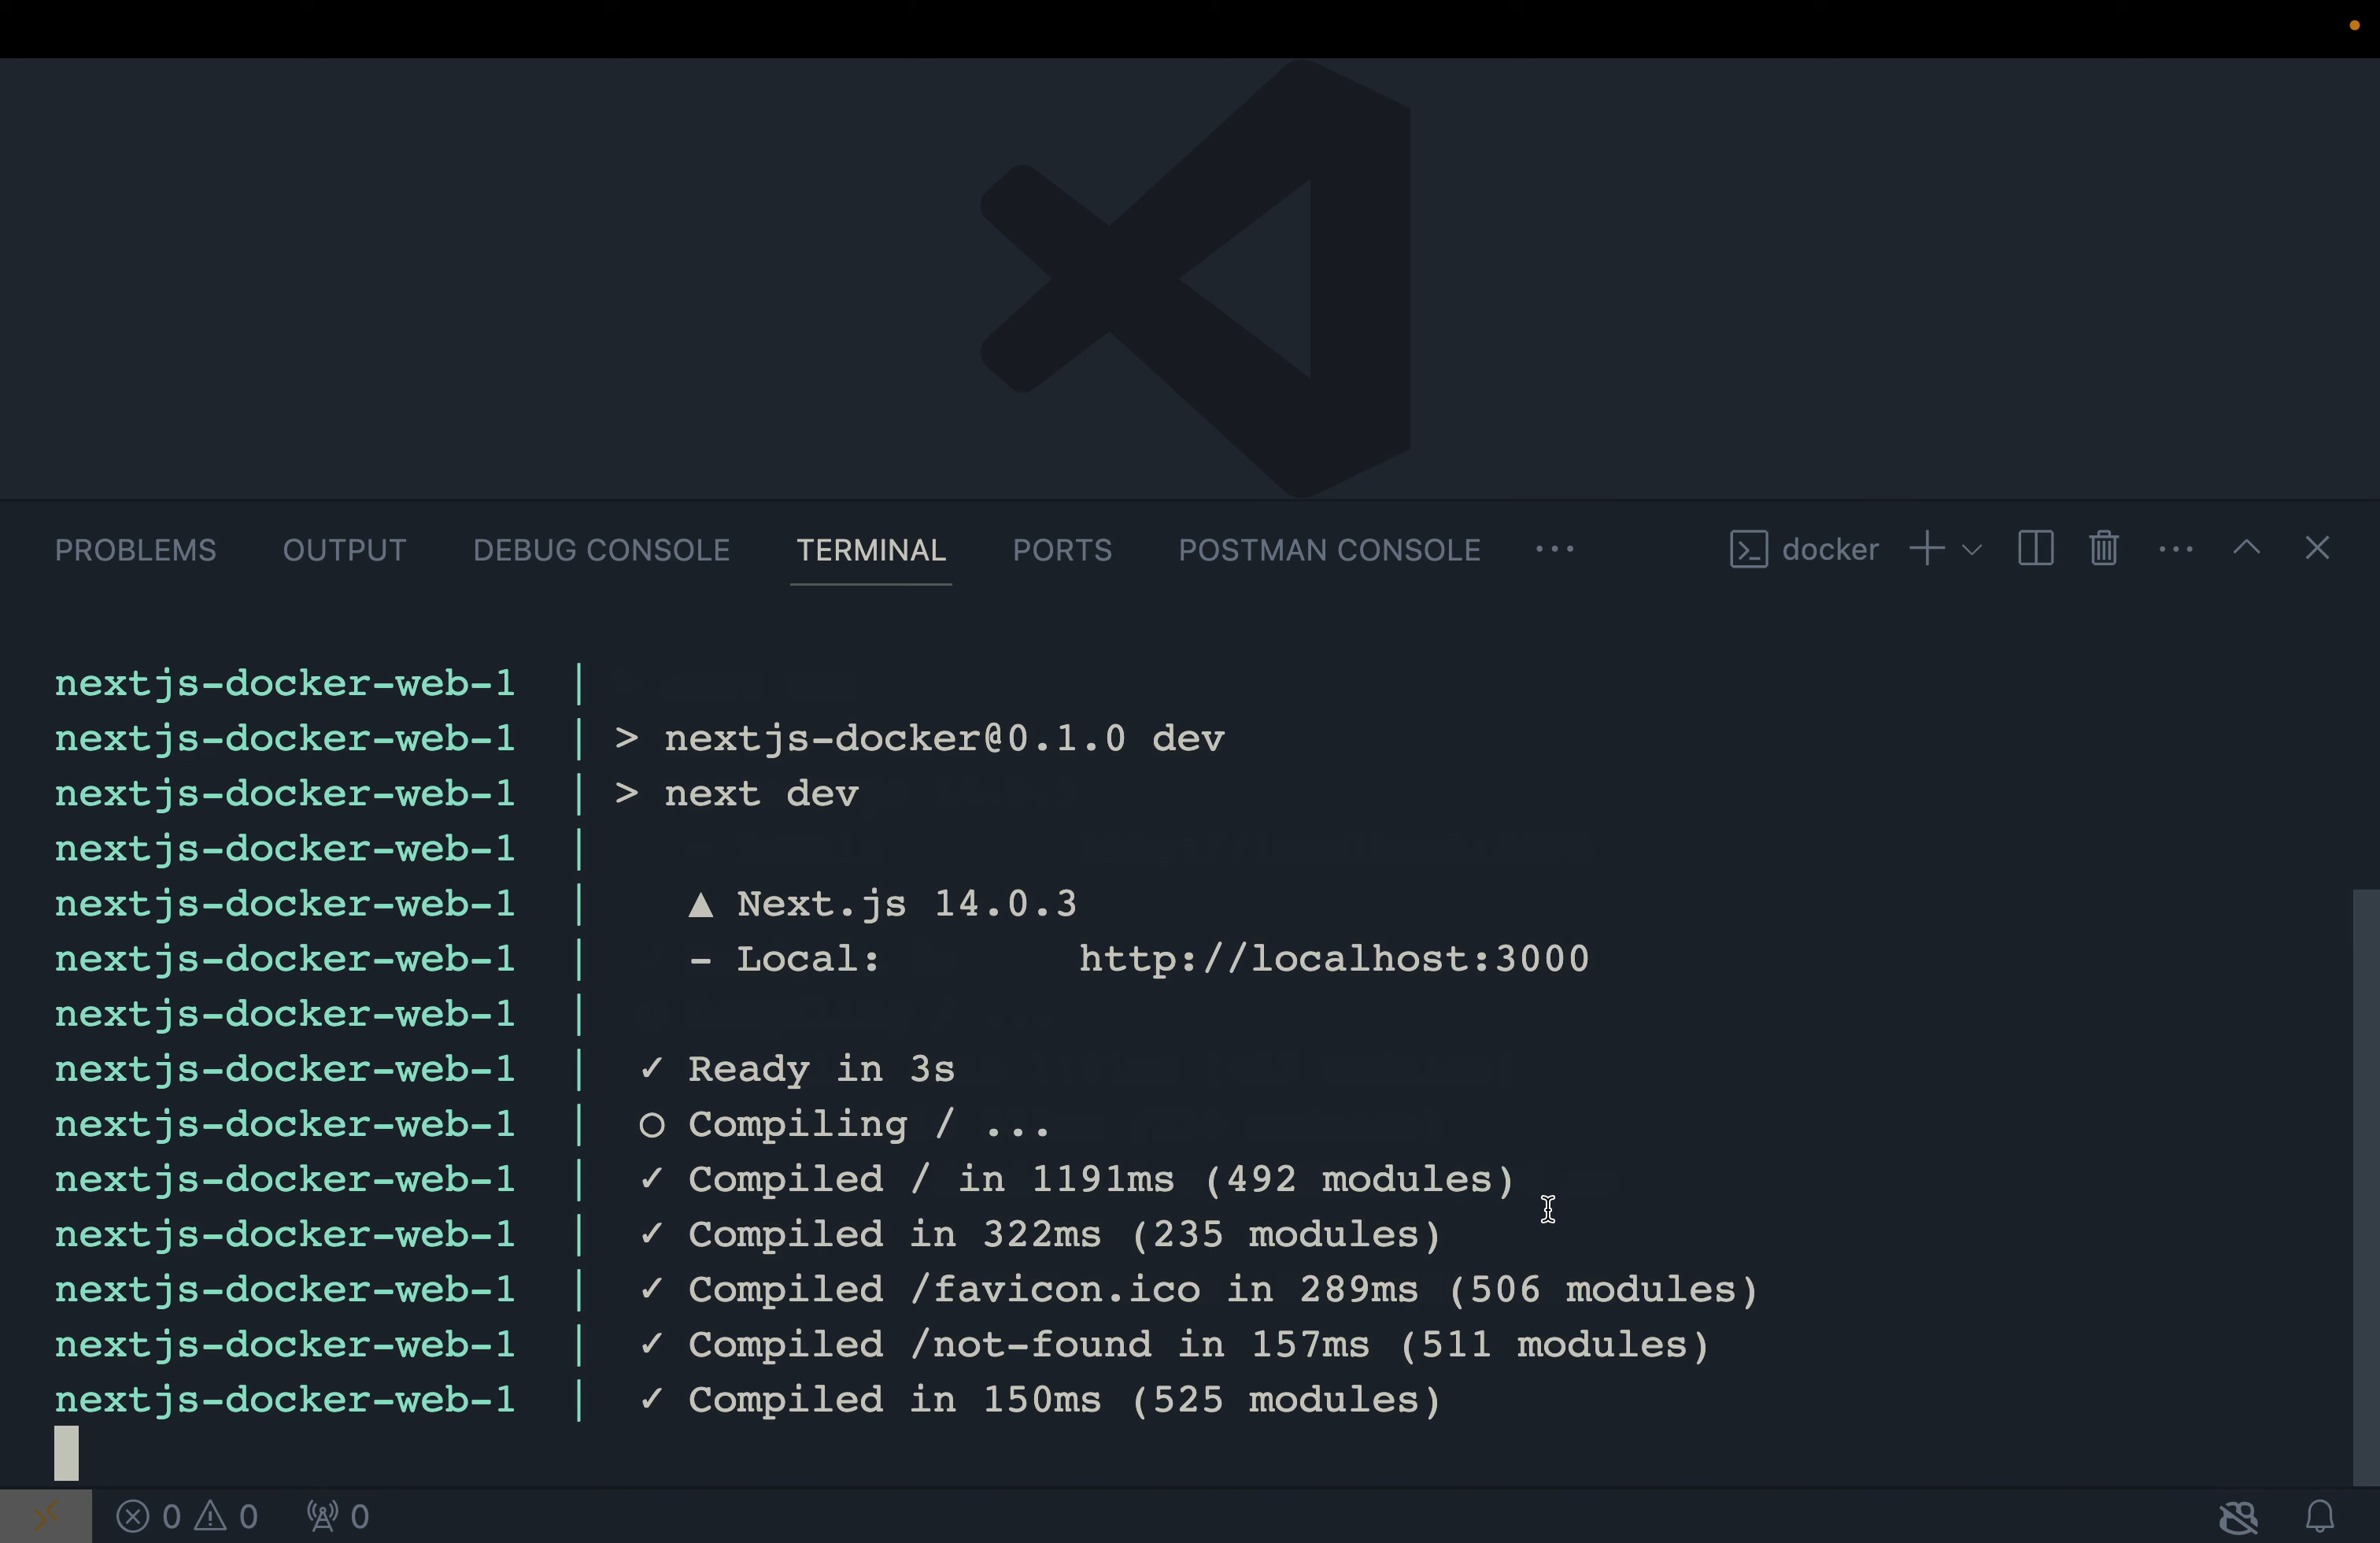 PROBLEMS OUTPUT DEBUG CONSOLE TERMINAL PORTS POSTMAN CONSOLE ··· docker
nextjs-docker-web-1 |
nextjs-docker-web-1 | > nextjs-docker@0.1.0 dev
nextjs-docker-web-1 | > next dev
nextjs-docker-web-1 |
nextjs-docker-web-1 | ▲ Next.js 14.0.3
nextjs-docker-web-1 | - Local: http://localhost:3000
nextjs-docker-web-1 |
nextjs-docker-web-1 | ✓ Ready in 3s
nextjs-docker-web-1 | ○ Compiling / ...
nextjs-docker-web-1 | ✓ Compiled / in 1191ms (492 modules)
nextjs-docker-web-1 | ✓ Compiled in 322ms (235 modules)
nextjs-docker-web-1 | ✓ Compiled /favicon.ico in 289ms (506 modules)
nextjs-docker-web-1 | ✓ Compiled /not-found in 157ms (511 modules)
nextjs-docker-web-1 | ✓ Compiled in 150ms (525 modules)
0 0 0